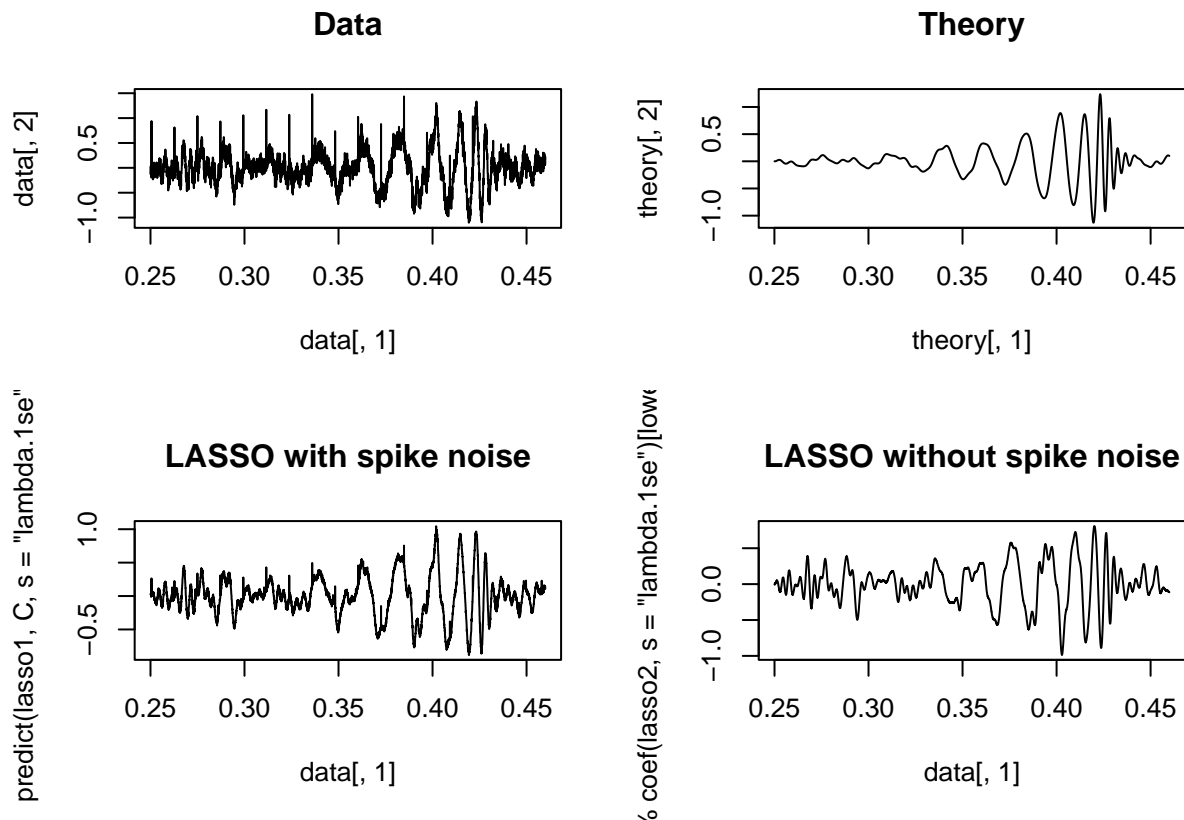 Data
data[, 2]
0.5
−1.0
0.25 0.30 0.35 0.40 0.45
data[, 1]
Theory
theory[, 2]
0.5
−1.0
0.25 0.30 0.35 0.40 0.45
theory[, 1]
LASSO with spike noise
predict(lasso1, C, s = "lambda.1se"
1.0
−0.5
0.25 0.30 0.35 0.40 0.45
data[, 1]
LASSO without spike noise
% coef(lasso2, s = "lambda.1se")[lowe
0.0
−1.0
0.25 0.30 0.35 0.40 0.45
data[, 1]